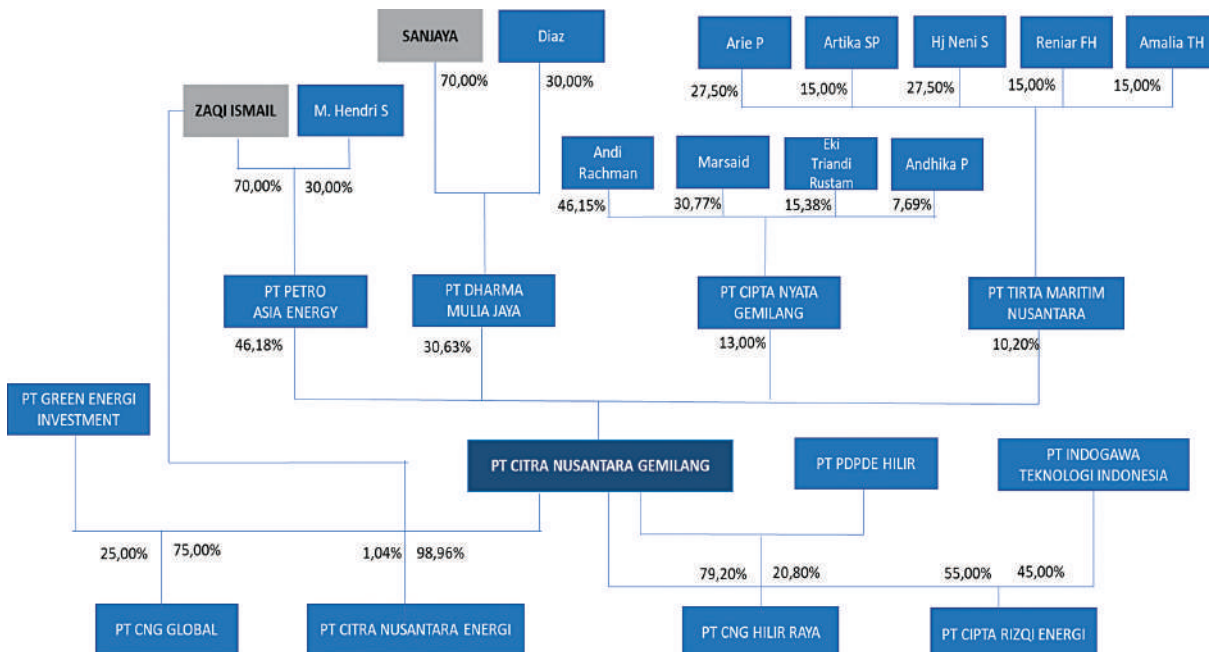 SANJAYA
Diaz
Arie P
Artika SP
Hj Neni S
Reniar FH
Amalia TH
70,00%
30,00%
27,50%
15,00%
27,50%
15,00%
15,00%
ZAQI ISMAIL
M. Hendri S
Andi
Rachman
Marsaid
Eki
Triandi
Rustam
Andhika P
70,00%
30,00%
46,15%
30,77%
15,38%
7,69%
PT PETRO
ASIA ENERGY
PT DHARMA
MULIA JAYA
PT CIPTA NYATA
GEMILANG
PT TIRTA MARITIM
NUSANTARA
46,18%
30,63%
13,00%
10,20%
PT GREEN ENERGI
INVESTMENT
PT CITRA NUSANTARA GEMILANG
PT PDPDE HILIR
PT INDOGAWA
TEKNOLOGI INDONESIA
25,00%
75,00%
1,04%
98,96%
79,20%
20,80%
55,00%
45,00%
PT CNG GLOBAL
PT CITRA NUSANTARA ENERGI
PT CNG HILIR RAYA
PT CIPTA RIZQI ENERGI